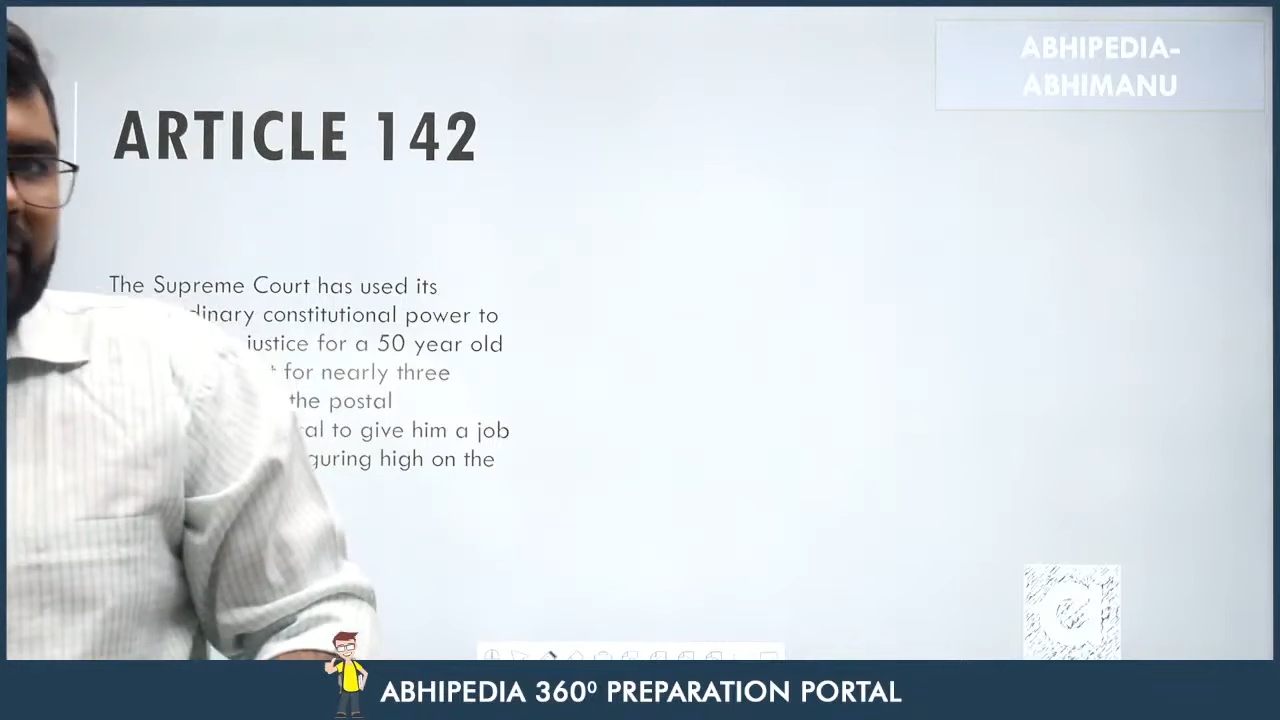 ABHIPEDIA-
ABHIMANU
ARTICLE 142
The Supreme Court has used its
constitutional power to
justice for a 50 year old
for nearly three
the postal
to give him a job
high on the
ABHIPEDIA 360⁰ PREPARATION PORTAL